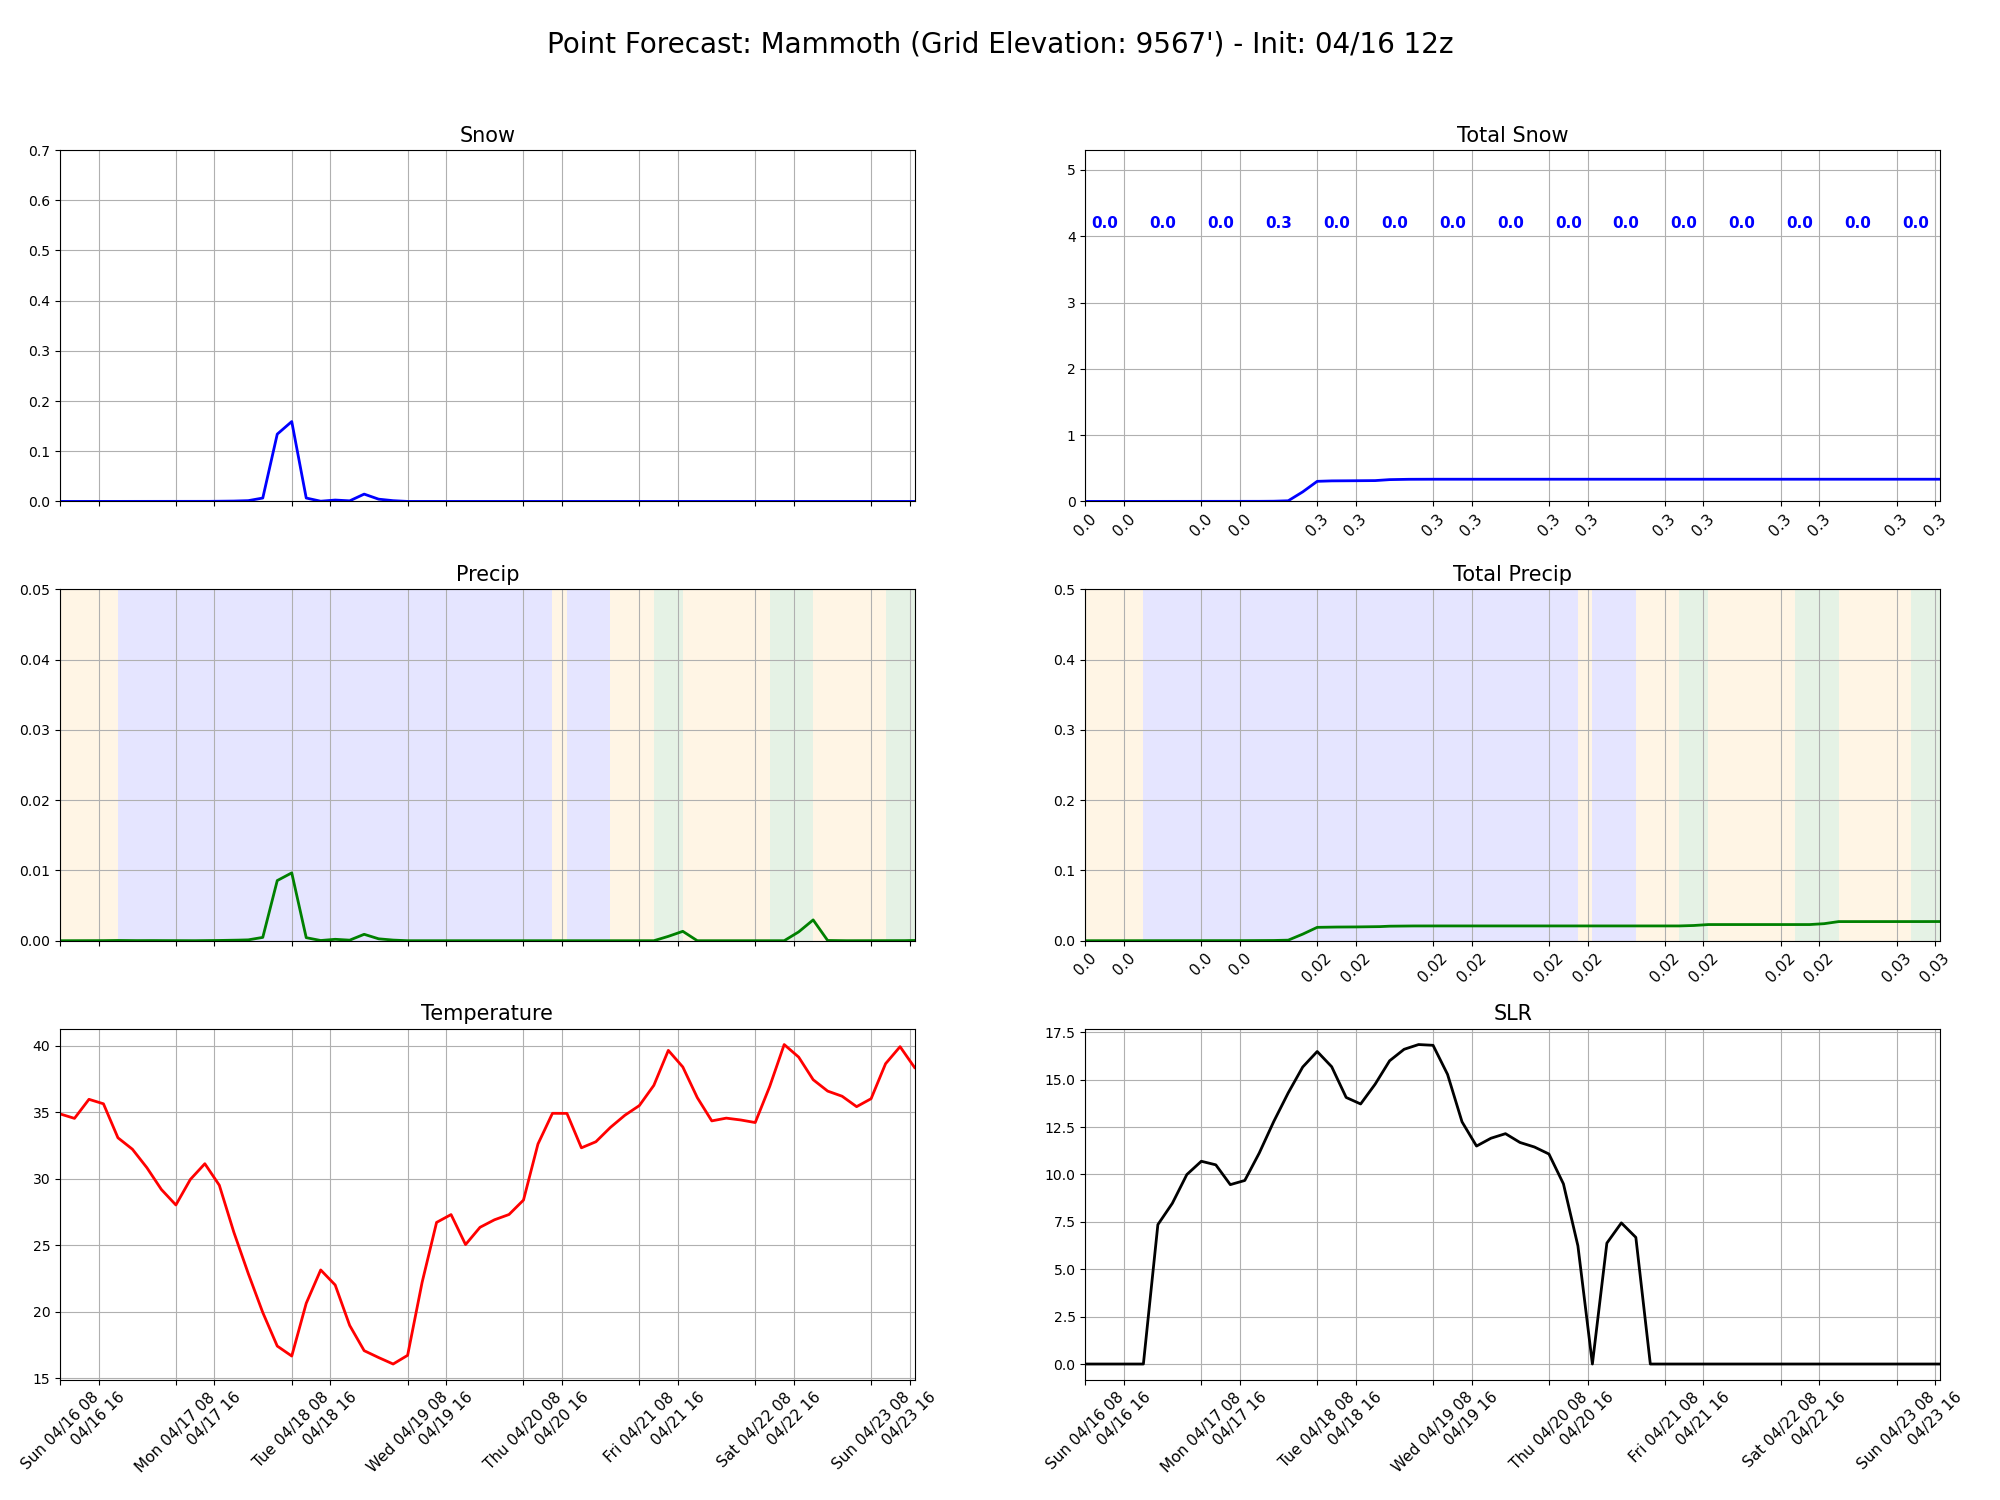 Point Forecast: Mammoth (Grid Elevation: 9567') - Init: 04/16 12z
Snow
0.7
0.6
0.5
0.4
0.3
0.2
0.1
0.0
Total Snow
5
4
3
2
1
0
0.0 0.0 0.0 0.3 0.0 0.0 0.0 0.0 0.0 0.0 0.0 0.0 0.0 0.0 0.0
0.0 0.0 0.0 0.0 0.3 0.3 0.3 0.3 0.3 0.3 0.3 0.3 0.3 0.3 0.3 0.3
Precip
0.05
0.04
0.03
0.02
0.01
0.00
Total Precip
0.5
0.4
0.3
0.2
0.1
0.0
0.0 0.0 0.0 0.0 0.02 0.02 0.02 0.02 0.02 0.02 0.02 0.02 0.02 0.02 0.03 0.03
Temperature
40
35
30
25
20
15
Sun 04/16 08
04/16 16
Mon 04/17 08
04/17 16
Tue 04/18 08
04/18 16
Wed 04/19 08
04/19 16
Thu 04/20 08
04/20 16
Fri 04/21 08
04/21 16
Sat 04/22 08
04/22 16
Sun 04/23 08
04/23 16
SLR
17.5
15.0
12.5
10.0
7.5
5.0
2.5
0.0
Sun 04/16 08
04/16 16
Mon 04/17 08
04/17 16
Tue 04/18 08
04/18 16
Wed 04/19 08
04/19 16
Thu 04/20 08
04/20 16
Fri 04/21 08
04/21 16
Sat 04/22 08
04/22 16
Sun 04/23 08
04/23 16